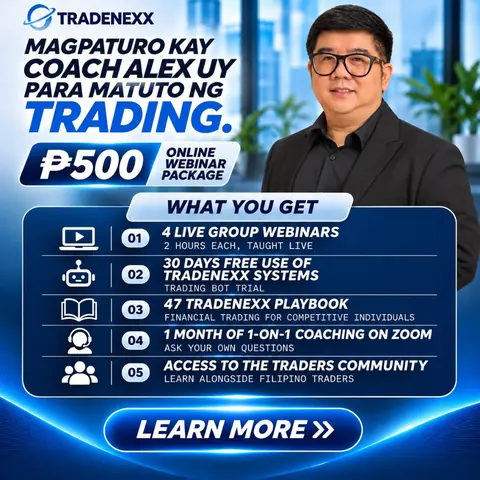 TRADENEXX
MAGPATURO KAY
COACH ALEX UY
PARA MATUTO NG
TRADING.
₱500
ONLINE
WEBINAR
PACKAGE
WHAT YOU GET
01
4 LIVE GROUP WEBINARS
2 HOURS EACH, TAUGHT LIVE
02
30 DAYS FREE USE OF
TRADENEXX SYSTEMS
TRADING BOT TRIAL
03
47 TRADENEXX PLAYBOOK
FINANCIAL TRADING FOR COMPETITIVE INDIVIDUALS
04
1 MONTH OF 1-ON-1 COACHING ON ZOOM
ASK YOUR OWN QUESTIONS
05
ACCESS TO THE TRADERS COMMUNITY
LEARN ALONGSIDE FILIPINO TRADERS
LEARN MORE >>